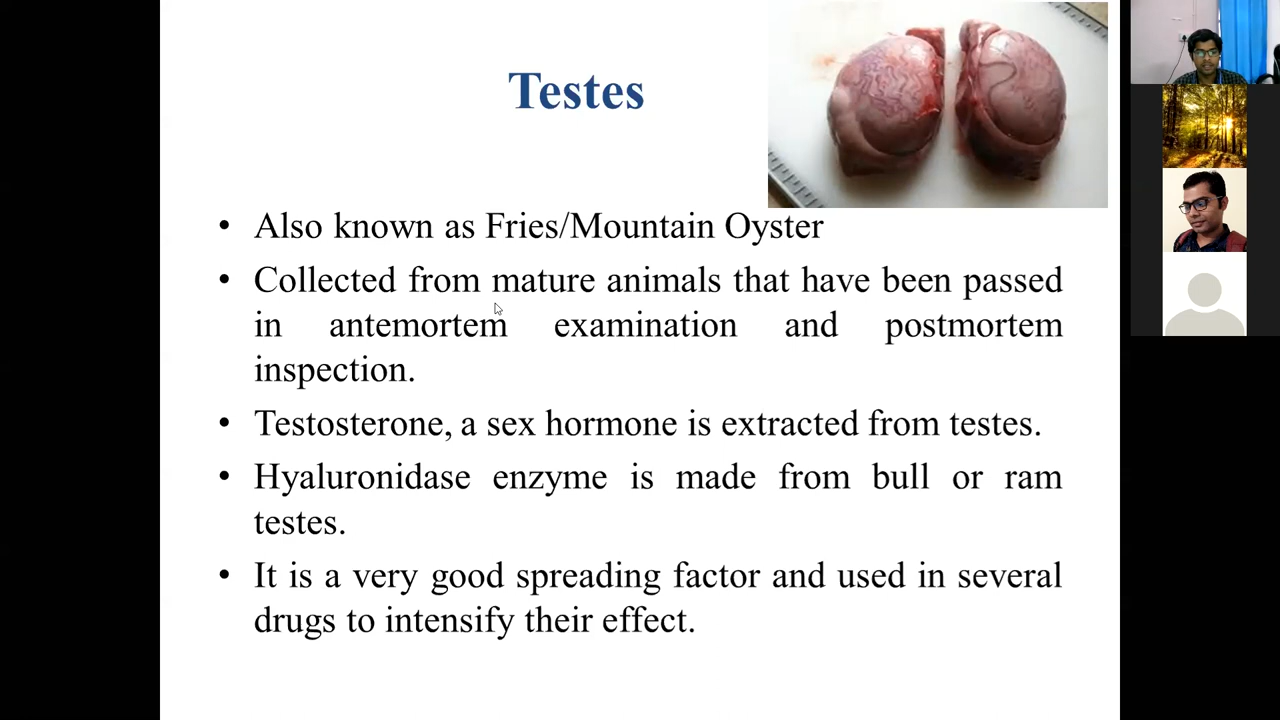 Testes
• Also known as Fries/Mountain Oyster
• Collected from mature animals that have been passed
in antemortem examination and postmortem
inspection.
• Testosterone, a sex hormone is extracted from testes.
• Hyaluronidase enzyme is made from bull or ram
testes.
• It is a very good spreading factor and used in several
drugs to intensify their effect.